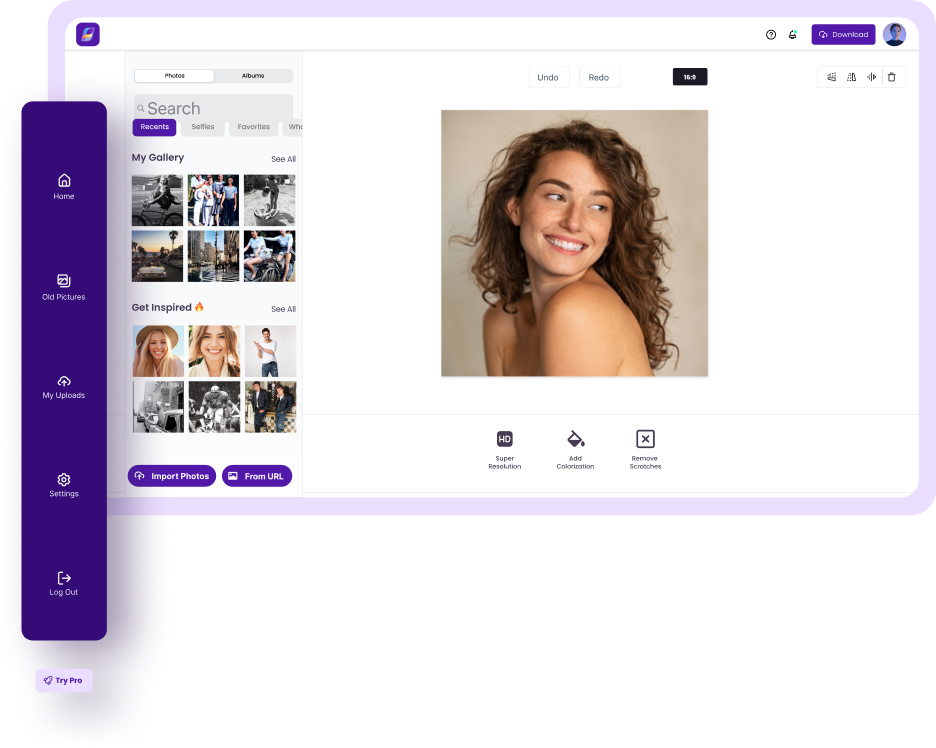 Download
Photos
Albums
Undo
Redo
16:9
Search
Recents
Selfies
Favorites
My Gallery
See All
Home
Old Pictures
Get Inspired 🔥
See All
My Uploads
HD
Super
Resolution
Add
Colorization
Remove
Scratches
Import Photos
From URL
Settings
Log Out
Try Pro